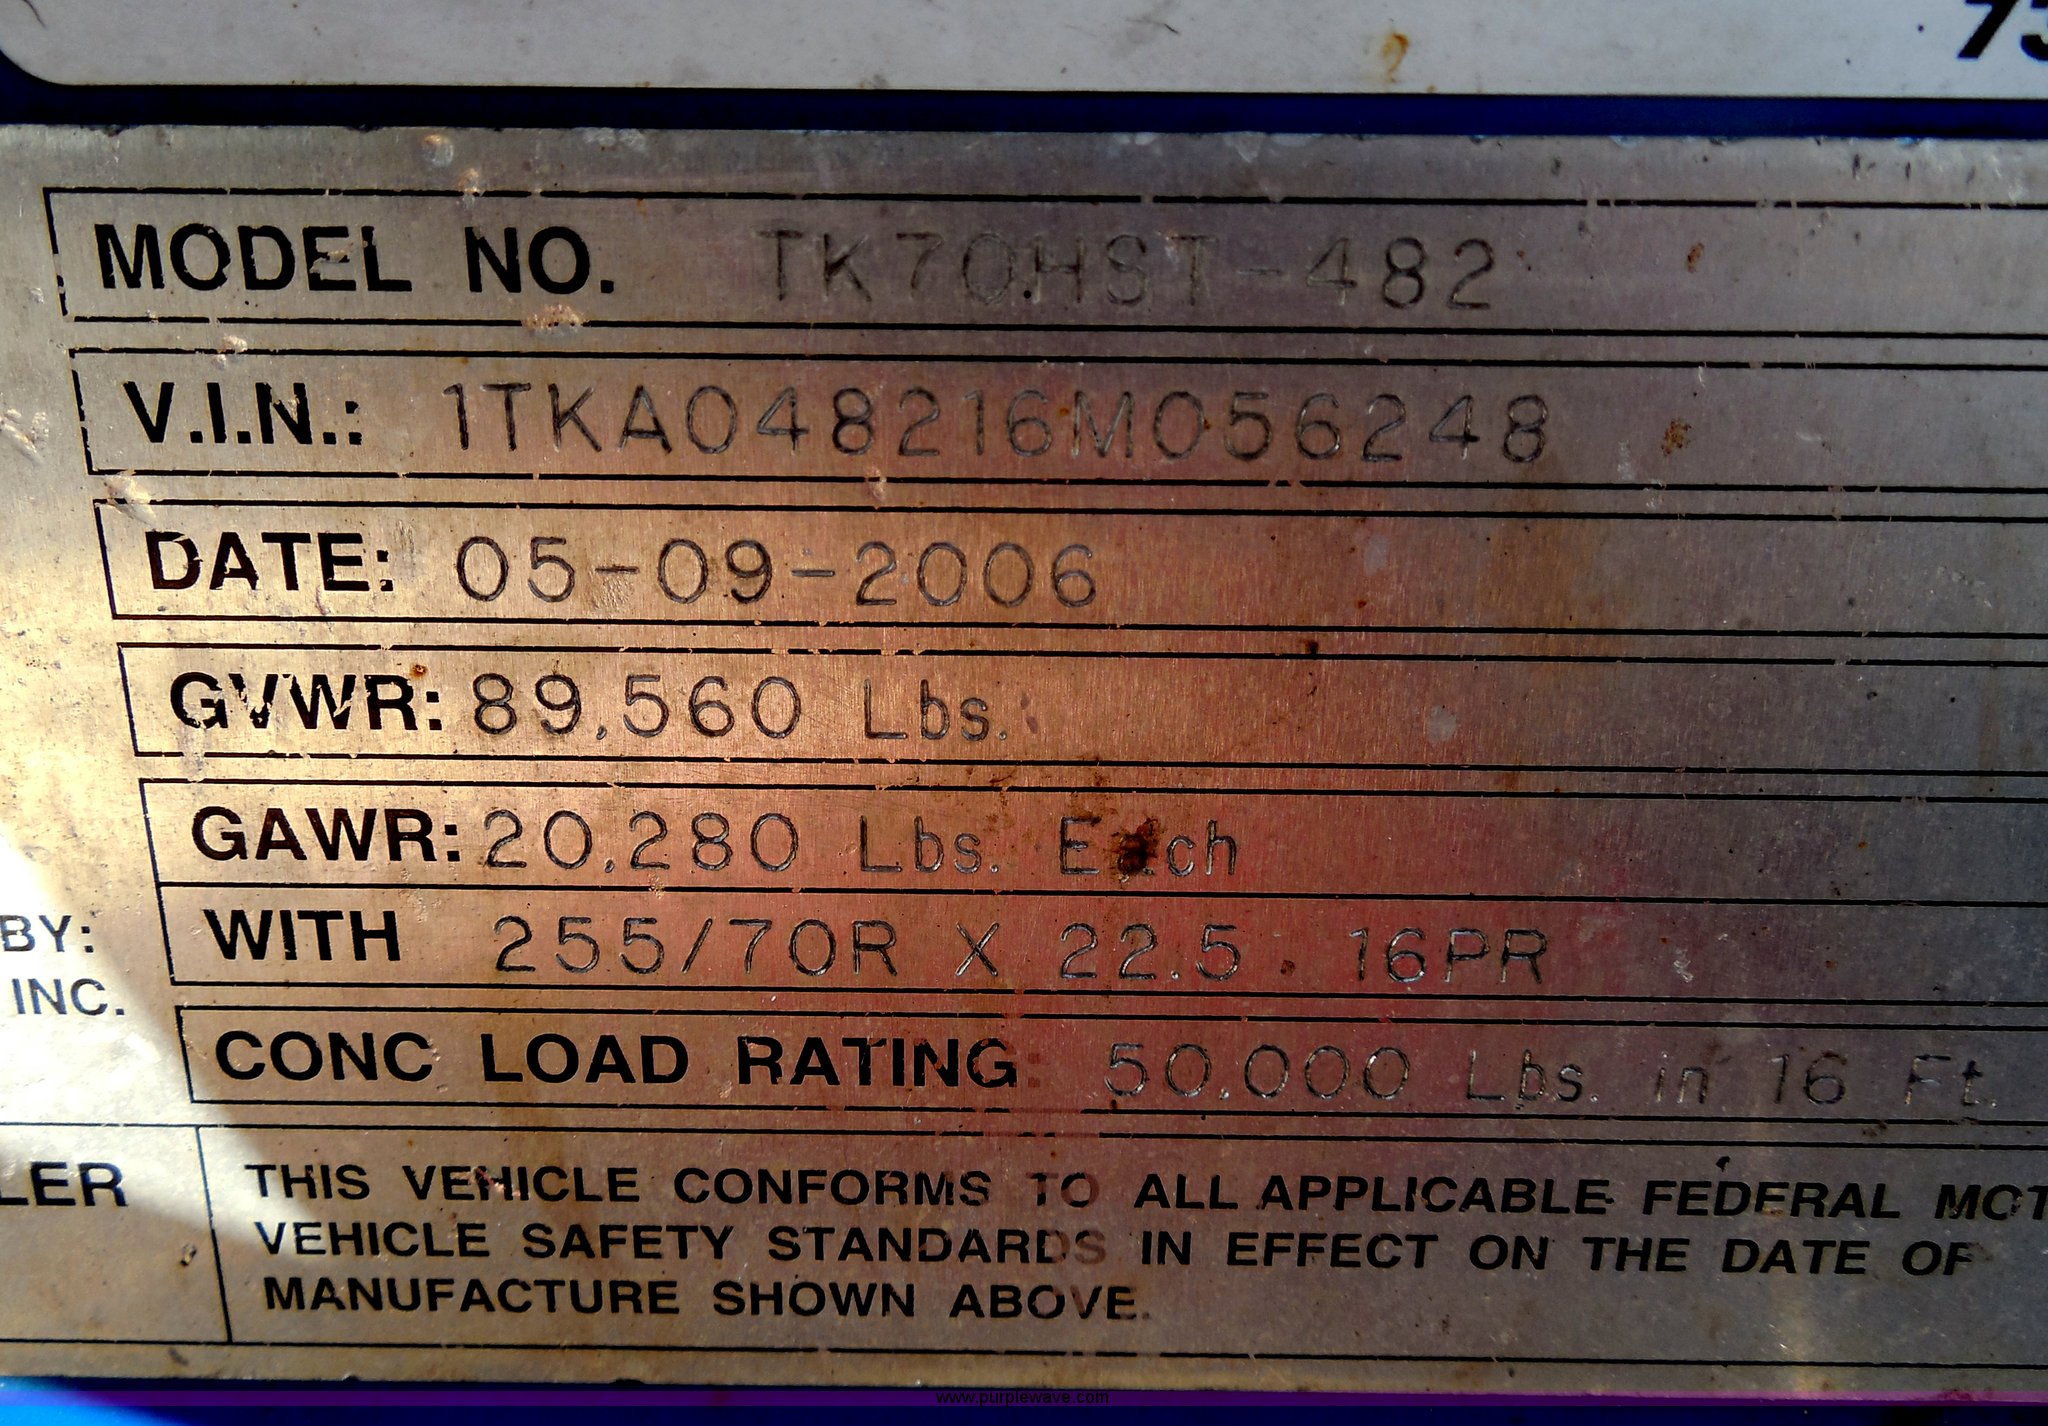 MODEL NO. TK70HST-482
V.I.N.: 1TKA048216M056248
DATE: 05-09-2006
GVWR: 89,560 Lbs.
GAWR: 20,280 Lbs. Each
BY: WITH 255/70R X 22.5 16PR
INC.
CONC LOAD RATING: 50,000 Lbs. in 16 Ft.
LER THIS VEHICLE CONFORMS TO ALL APPLICABLE FEDERAL MOT
VEHICLE SAFETY STANDARDS IN EFFECT ON THE DATE OF
MANUFACTURE SHOWN ABOVE.
www.purplewave.com